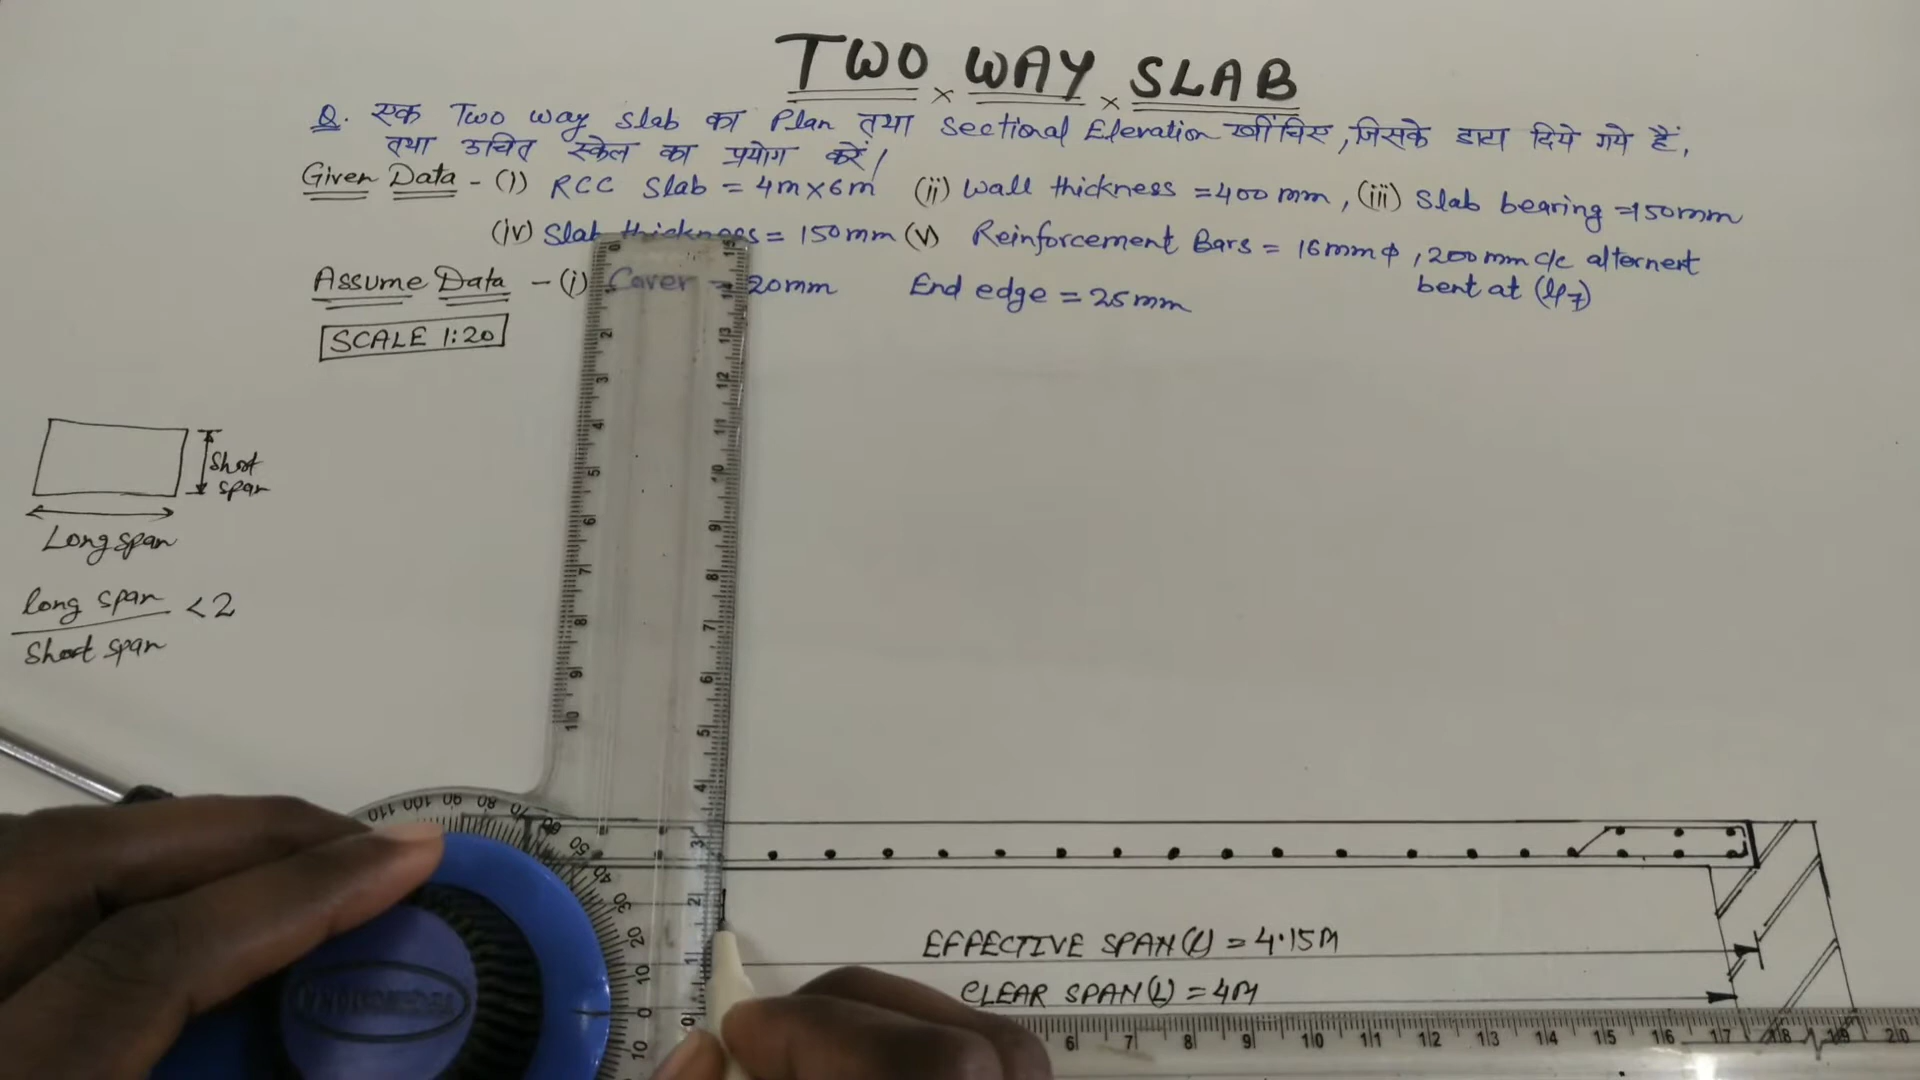 TWO WAY SLAB
Q. एक Two way slab का Plan तथा Sectional Elevation खींचिए, जिसके डाटा दिये गये हैं,
तथा उचित स्केल का प्रयोग करें।
Given Data - (i) RCC Slab = 4m x 6m (ii) Wall thickness = 400 mm, (iii) Slab bearing = 150mm
(iv) Slab thickness = 150mm (v) Reinforcement Bars = 16mm ϕ, 200mm c/c alternert
bent at (l/7)
Assume Data - (i) Cover = 20mm End edge = 25mm
SCALE 1:20
Short
span
Long span
long span
Short span
< 2
EFFECTIVE SPAN(L) = 4.15M
CLEAR SPAN(L) = 4M